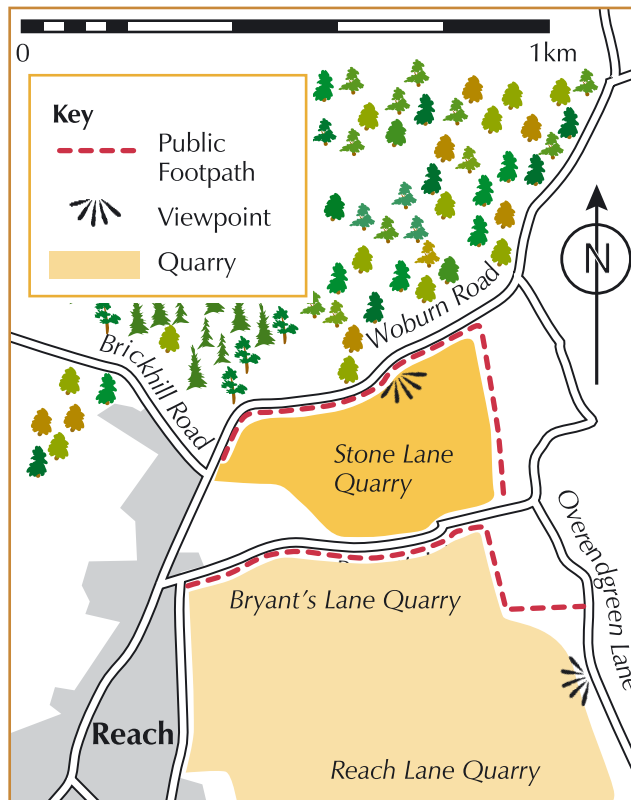 0
1km
Key
Public
Footpath
Viewpoint
Quarry
N
Woburn Road
Brickhill Road
Stone Lane
Quarry
Overendgreen Lane
Bryant's Lane Quarry
Reach
Reach Lane Quarry